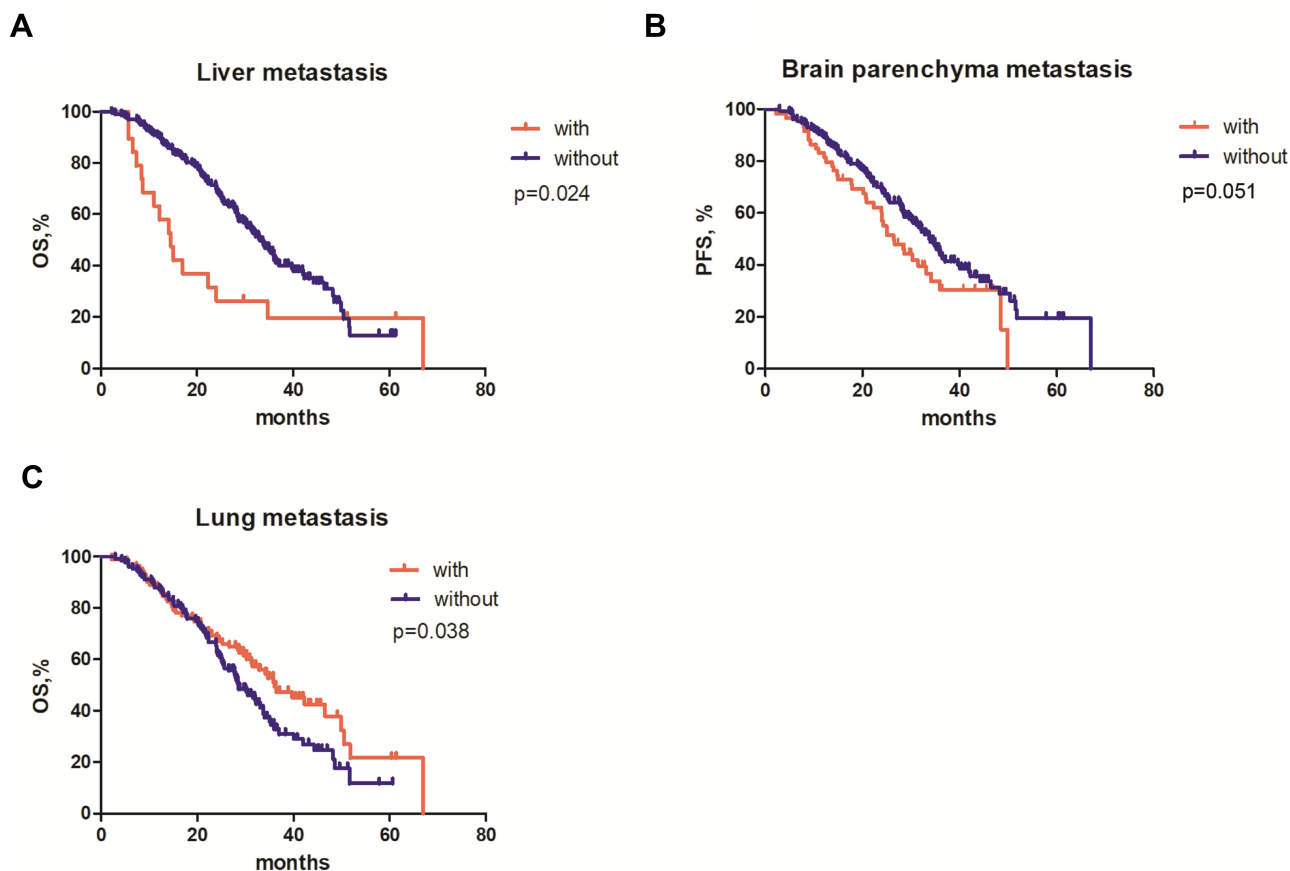 A
Liver metastasis
OS,%
100
80
60
40
20
0
0 20 40 60 80
months
with
without
p=0.024
B
Brain parenchyma metastasis
PFS, %
100
80
60
40
20
0
0 20 40 60 80
months
with
without
p=0.051
C
Lung metastasis
OS,%
100
80
60
40
20
0
0 20 40 60 80
months
with
without
p=0.038